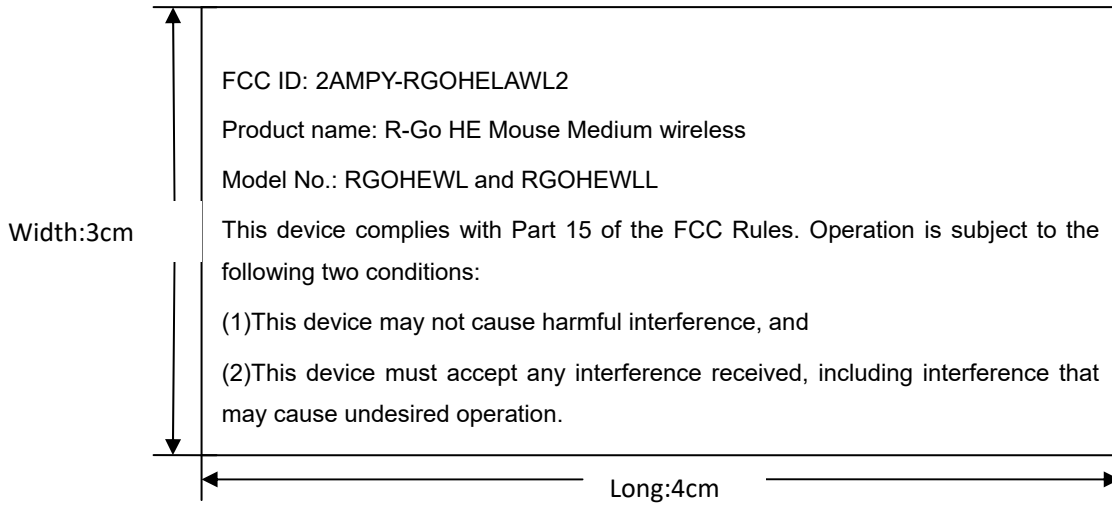 FCC ID: 2AMPY-RGOHELAWL2
Product name: R-Go HE Mouse Medium wireless
Model No.: RGOHEWL and RGOHEWLL
Width:3cm
This device complies with Part 15 of the FCC Rules. Operation is subject to the
following two conditions:
(1)This device may not cause harmful interference, and
(2)This device must accept any interference received, including interference that
may cause undesired operation.
Long:4cm